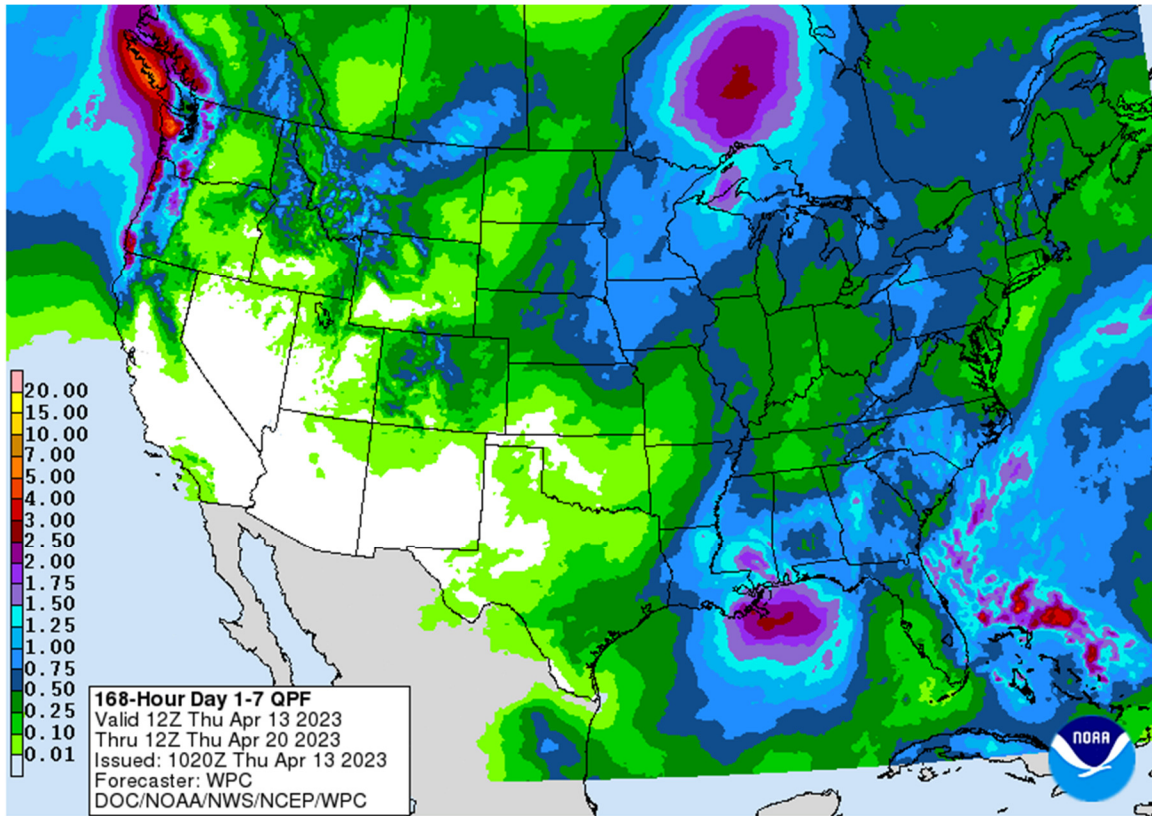 20.00
15.00
10.00
7.00
5.00
4.00
3.00
2.50
2.00
1.75
1.50
1.25
1.00
0.75
0.50
0.25
0.10
0.01
168-Hour Day 1-7 QPF
Valid 12Z Thu Apr 13 2023
Thru 12Z Thu Apr 20 2023
Issued: 1020Z Thu Apr 13 2023
Forecaster: WPC
DOC/NOAA/NWS/NCEP/WPC
NOAA